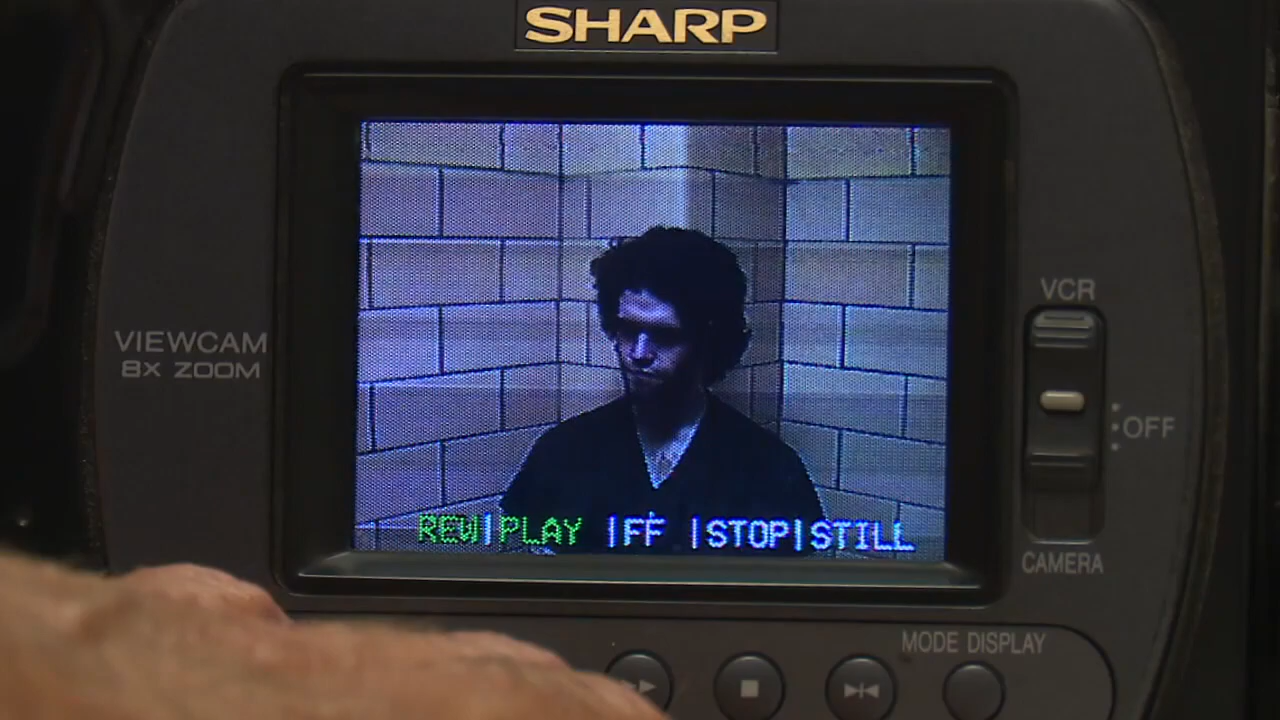 SHARP
VIEWCAM
8X ZOOM
VCR
OFF
CAMERA
REW|PLAY |FF |STOP|STILL
MODE DISPLAY